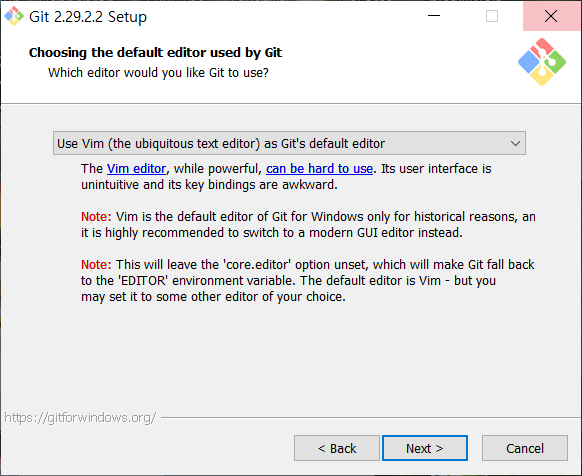 Git 2.29.2.2 Setup
Choosing the default editor used by Git
Which editor would you like Git to use?
Use Vim (the ubiquitous text editor) as Git's default editor
The Vim editor, while powerful, can be hard to use. Its user interface is
unintuitive and its key bindings are awkward.
Note: Vim is the default editor of Git for Windows only for historical reasons, an
it is highly recommended to switch to a modern GUI editor instead.
Note: This will leave the 'core.editor' option unset, which will make Git fall back
to the 'EDITOR' environment variable. The default editor is Vim - but you
may set it to some other editor of your choice.
https://gitforwindows.org/
< Back
Next >
Cancel